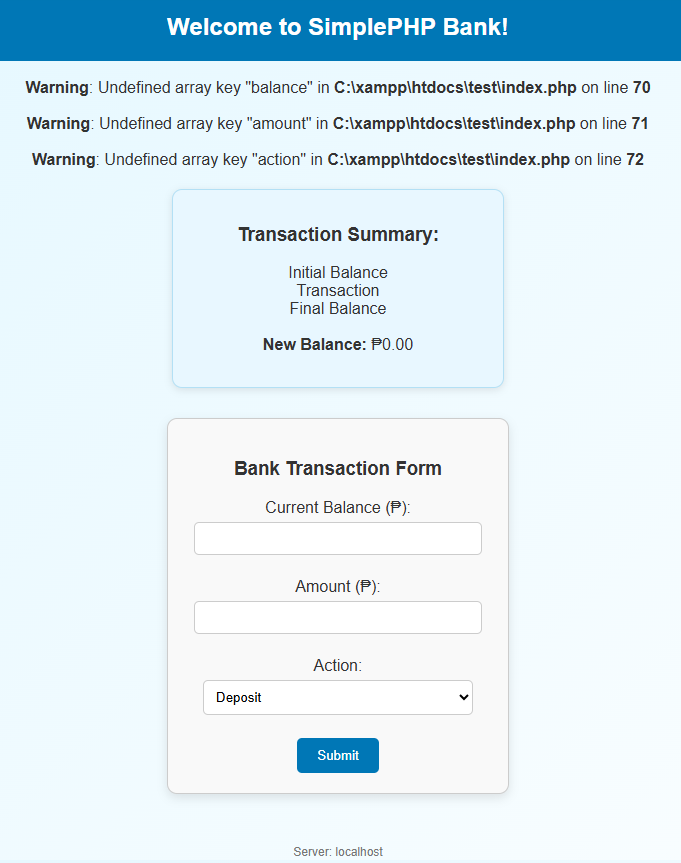 Welcome to SimplePHP Bank!
Warning: Undefined array key "balance" in C:\xampp\htdocs\test\index.php on line 70
Warning: Undefined array key "amount" in C:\xampp\htdocs\test\index.php on line 71
Warning: Undefined array key "action" in C:\xampp\htdocs\test\index.php on line 72
Transaction Summary:
Initial Balance
Transaction
Final Balance
New Balance: ₱0.00
Bank Transaction Form
Current Balance (₱):
Amount (₱):
Action:
Deposit
Submit
Server: localhost